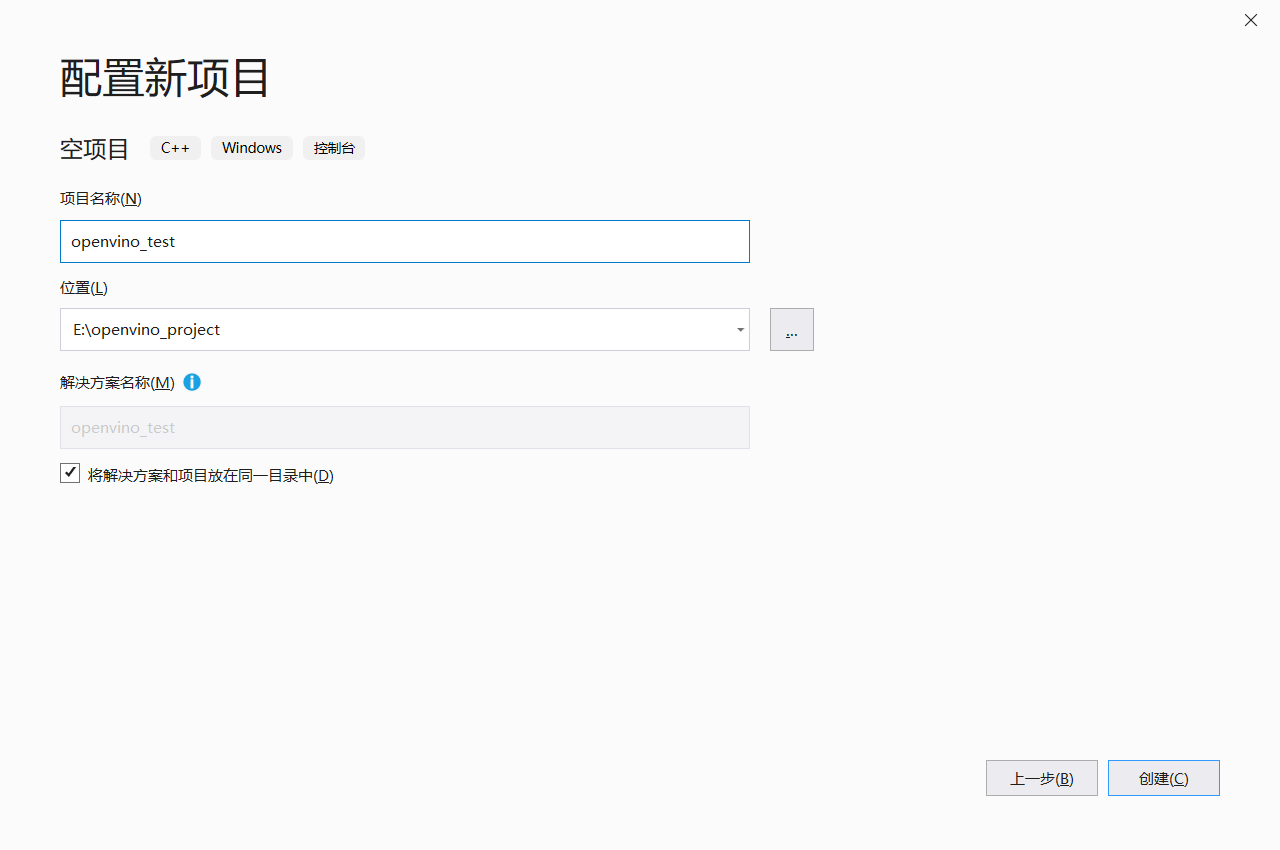 配置新项目
空项目 C++ Windows 控制台
项目名称(N)
openvino_test
位置(L)
E:\openvino_project
...
解决方案名称(M)
openvino_test
将解决方案和项目放在同一目录中(D)
上一步(B) 创建(C)